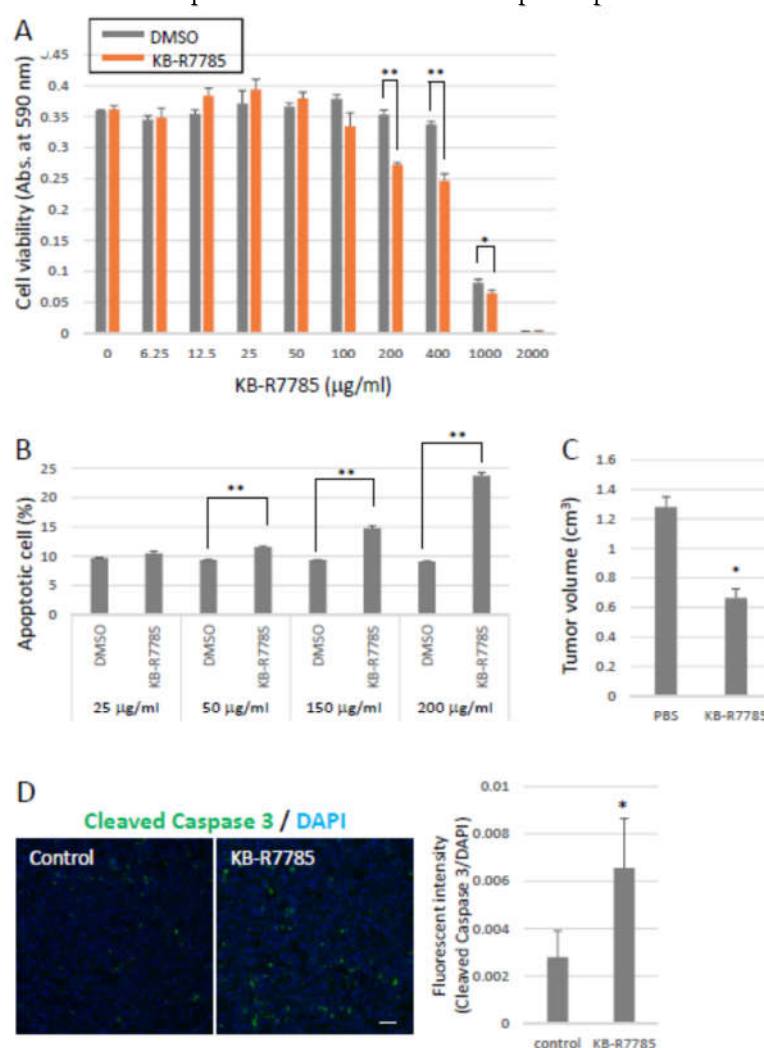 A
DMSO
KB-R7785
Cell viability (Abs. at 590 nm)
0.45
0.4
0.35
0.3
0.25
0.2
0.15
0.1
0.05
0
**
**
*
0 6.25 12.5 25 50 100 200 400 1000 2000
KB-R7785 (μg/ml)
B
Apoptotic cell (%)
25
20
15
10
5
0
**
**
**
DMSO KB-R7785 DMSO KB-R7785 DMSO KB-R7785 DMSO KB-R7785
25 μg/ml 50 μg/ml 150 μg/ml 200 μg/ml
C
Tumor volume (cm³)
1.6
1.4
1.2
1
0.8
0.6
0.4
0.2
0
*
PBS KB-R7785
D
Cleaved Caspase 3 / DAPI
Control KB-R7785
Fluorescent intensity
(Cleaved Caspase 3/DAPI)
0.01
0.008
0.006
0.004
0.002
0
*
control KB-R7785